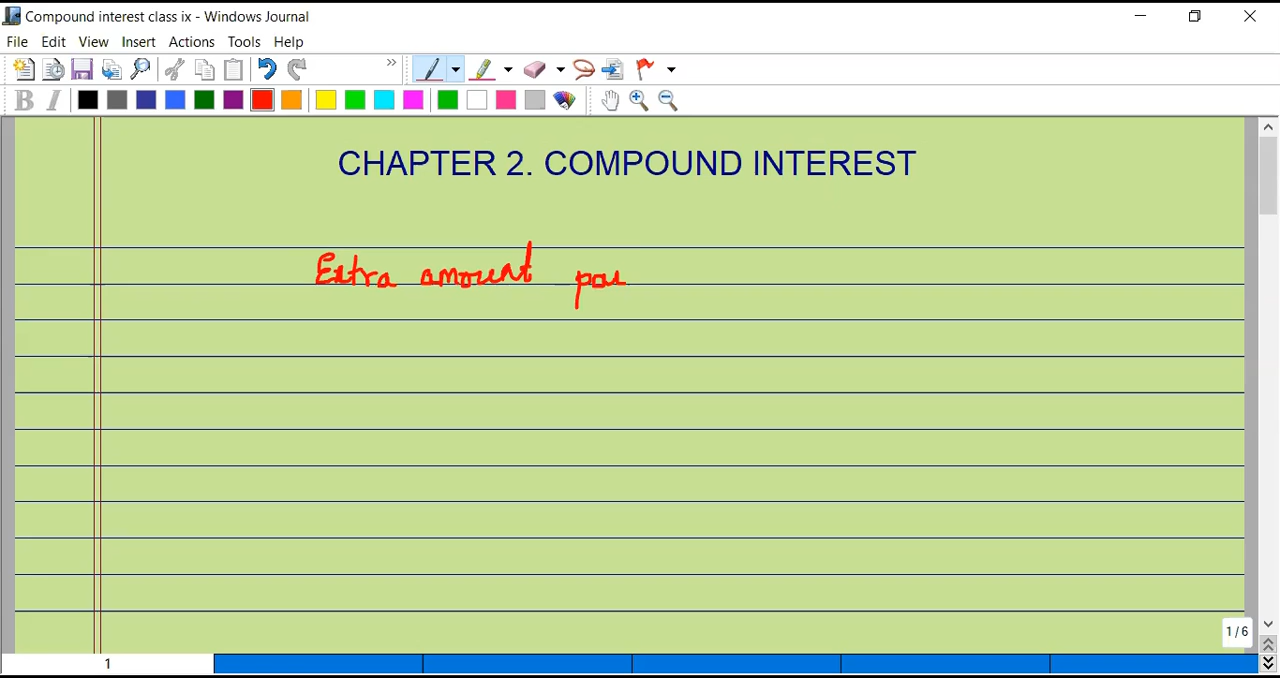 Compound interest class ix - Windows Journal
File Edit View Insert Actions Tools Help
B I
CHAPTER 2. COMPOUND INTEREST
Extra amount pai
1 / 6
1